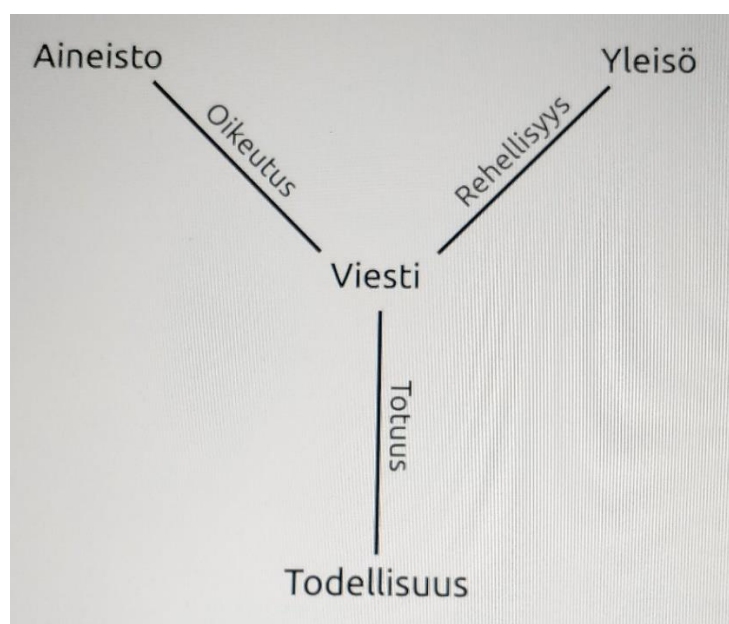 Aineisto
Yleisö
Oikeutus
Rehellisyys
Viesti
Totuus
Todellisuus